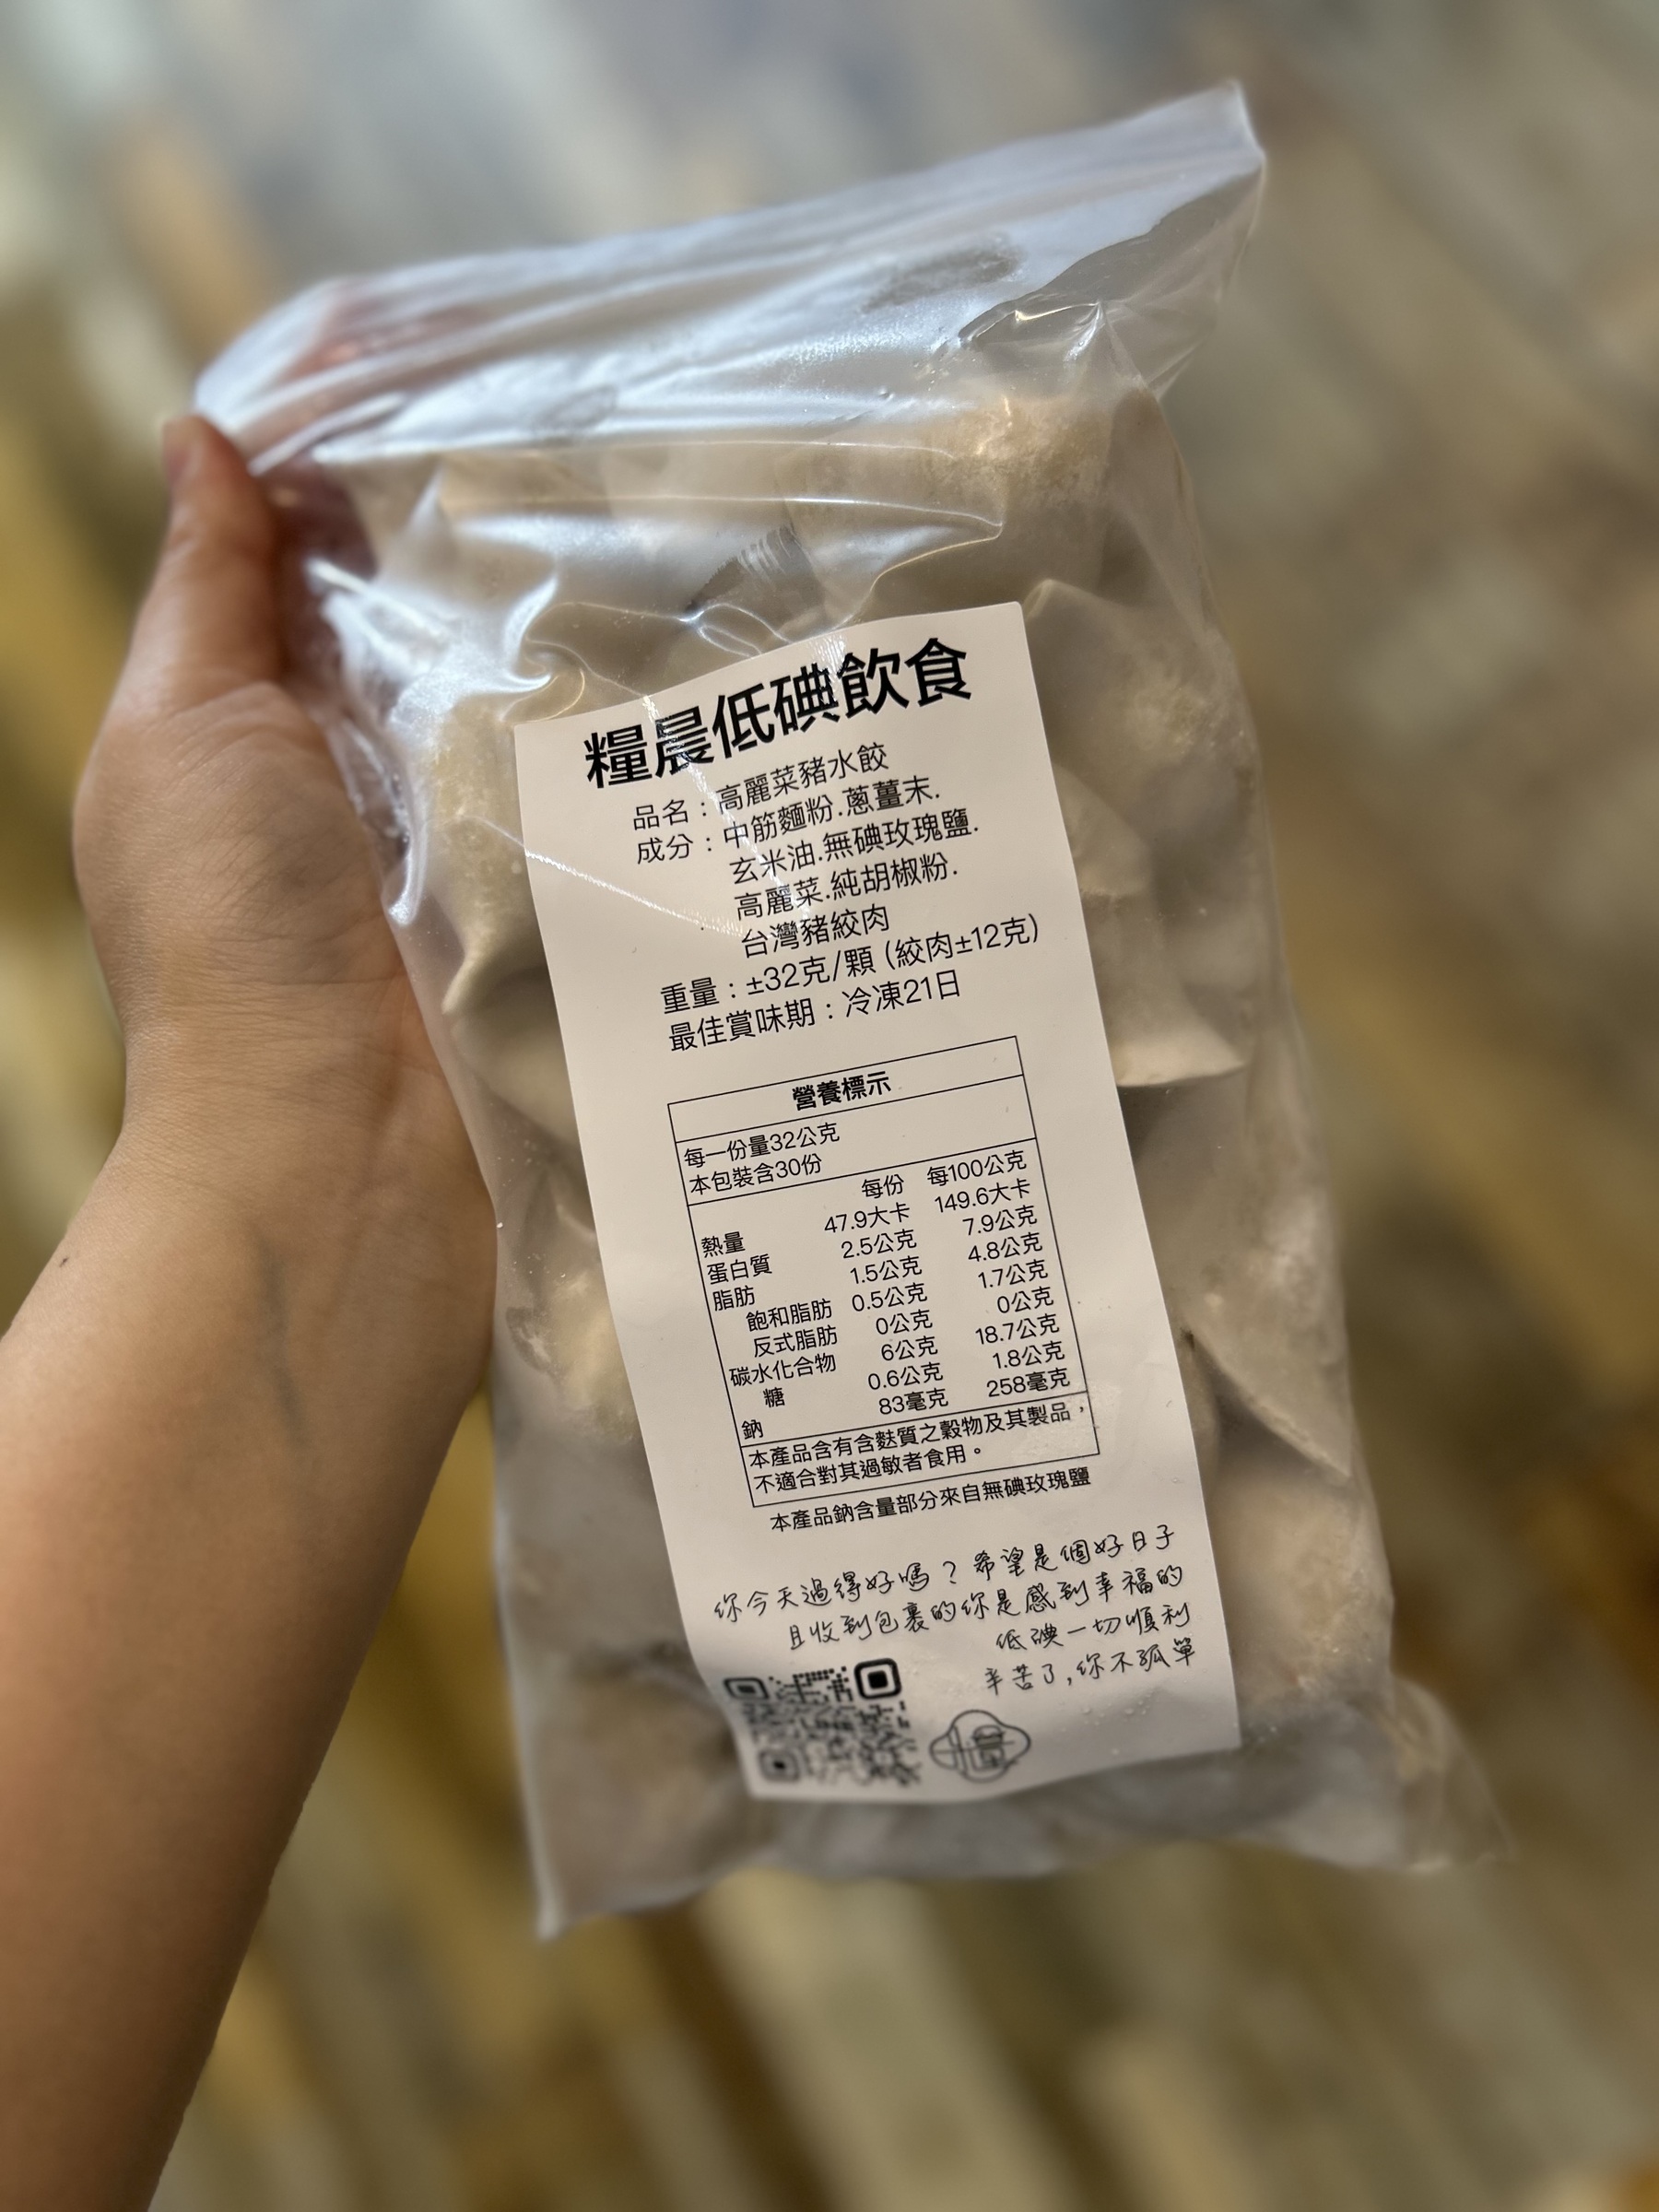 糧晨低碘飲食
品名：高麗菜豬水餃
成分：中筋麵粉.蔥薑末.
玄米油.無碘玫瑰鹽.
高麗菜.純胡椒粉.
台灣豬絞肉
重量：±32克/顆 (絞肉±12克)
最佳賞味期：冷凍21日
營養標示
每一份量32公克
本包裝含30份
每份 每100公克
熱量 47.9大卡 149.6大卡
蛋白質 2.5公克 7.9公克
脂肪 1.5公克 4.8公克
飽和脂肪 0.5公克 1.7公克
反式脂肪 0公克 0公克
碳水化合物 6公克 18.7公克
糖 0.6公克 1.8公克
鈉 83毫克 258毫克
本產品含有含麩質之穀物及其製品，
不適合對其過敏者食用。
本產品鈉含量部分來自無碘玫瑰鹽
你今天過得好嗎？希望是個好日子
且收到包裹的你是感到幸福的
低碘一切順利
辛苦了,你不孤單